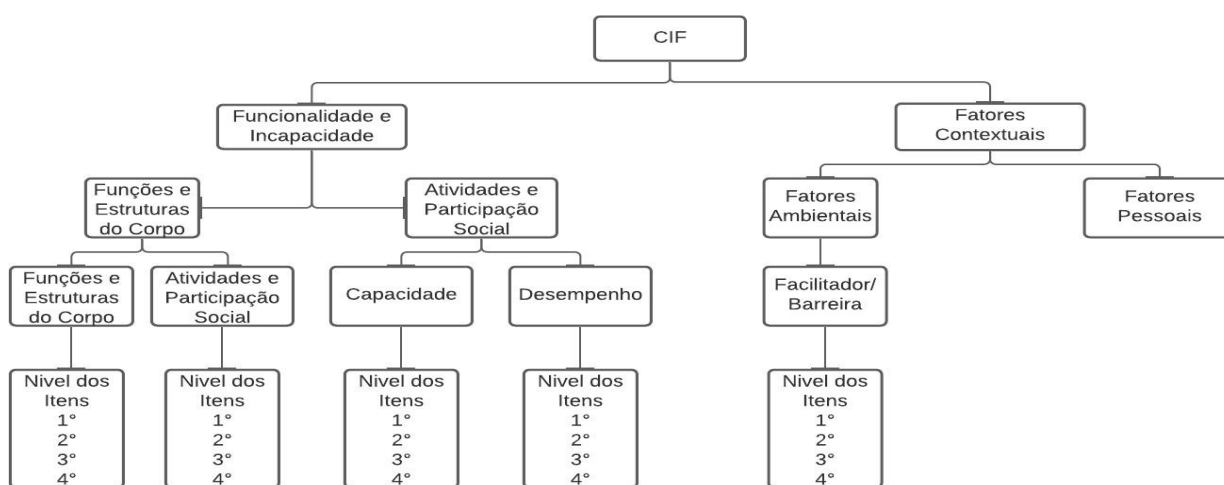 CIF
Funcionalidade e
Incapacidade
Fatores
Contextuais
Funções e
Estruturas
do Corpo
Atividades e
Participação
Social
Fatores
Ambientais
Fatores
Pessoais
Funções e
Estruturas
do Corpo
Atividades e
Participação
Social
Capacidade
Desempenho
Facilitador/
Barreira
Nivel dos
Itens
1°
2°
3°
4°
Nivel dos
Itens
1°
2°
3°
4°
Nivel dos
Itens
1°
2°
3°
4°
Nivel dos
Itens
1°
2°
3°
4°
Nivel dos
Itens
1°
2°
3°
4°